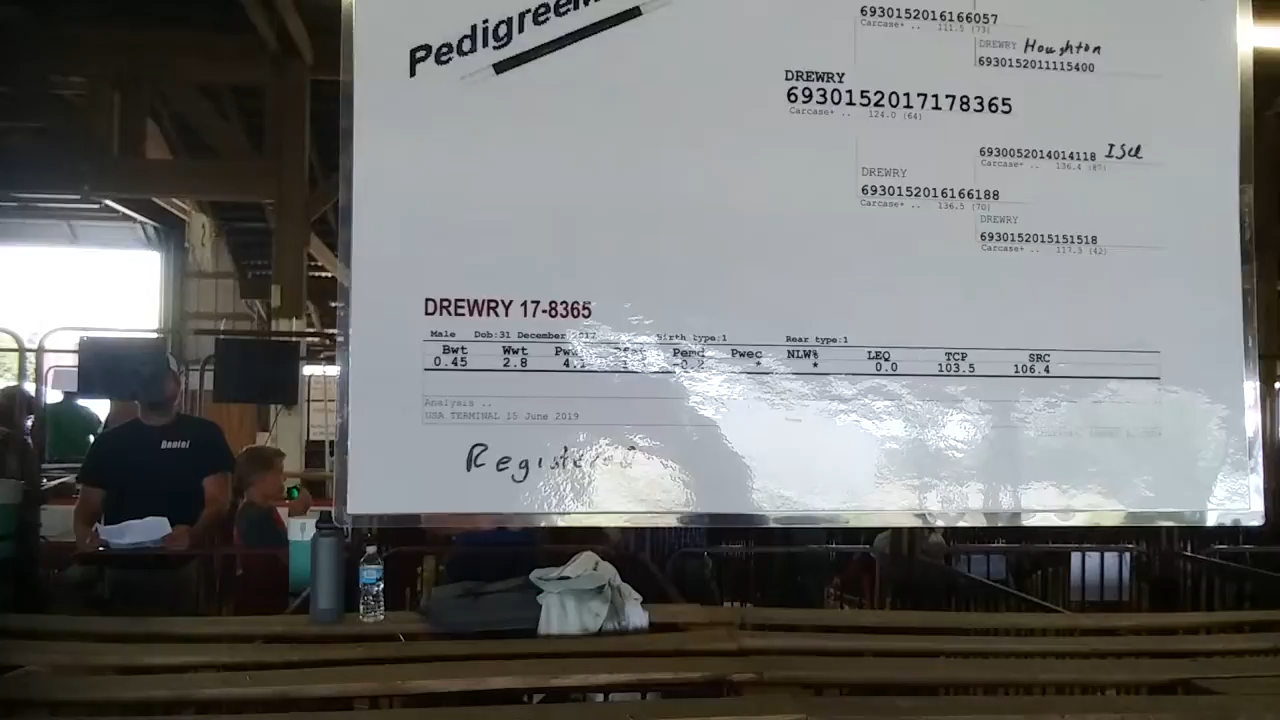 Pedigree
6930152016166057
Carcase+ .. 111.5 (73)
DREWRY Houghton
6930152011115400
DREWRY
6930152017178365
Carcase+ .. 124.0 (64)
6930052014014118
Carcase+ .. 136.4
DREWRY
6930152016166188
Carcase+ .. 136.5 (70)
DREWRY
6930152015151518
Carcase+ .. 117.3 (42)
DREWRY 17-8365
Male Dob:31 December 2017 Birth type:1 Rear type:1
Bwt Wwt Pemd Pwec NLW% LEQ TCP SRC
0.45 2.8 * * 0.0 103.5 106.4
Analysis ..
USA TERMINAL 15 June 2019
Registered
Daniel